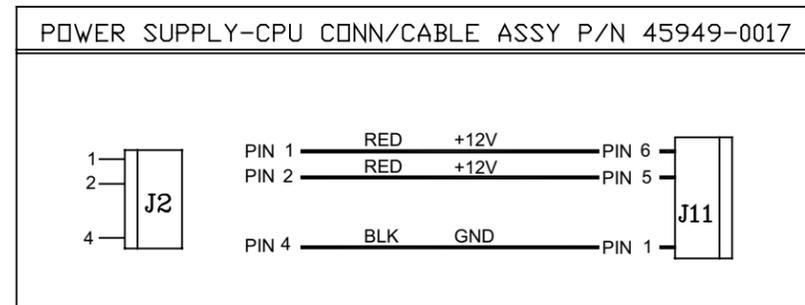 POWER SUPPLY-CPU CONN/CABLE ASSY P/N 45949-0017
1
2
4
J2
PIN 1 RED +12V PIN 6
PIN 2 RED +12V PIN 5
PIN 4 BLK GND PIN 1
J11